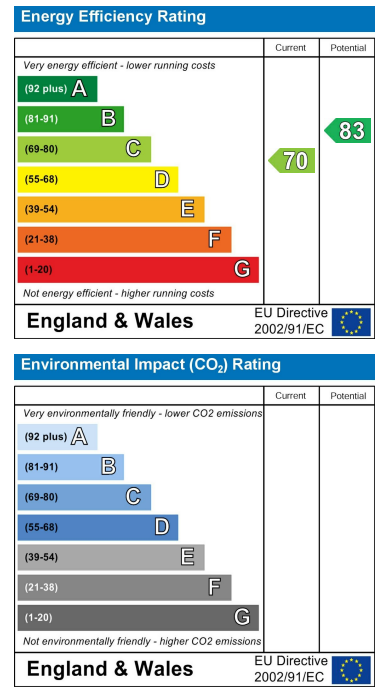 Energy Efficiency Rating
Current Potential
Very energy efficient - lower running costs
(92 plus) A
(81-91) B
(69-80) C
(55-68) D
(39-54) E
(21-38) F
(1-20) G
83
70
Not energy efficient - higher running costs
England & Wales
EU Directive
2002/91/EC
Environmental Impact (CO₂) Rating
Current Potential
Very environmentally friendly - lower CO2 emissions
(92 plus) A
(81-91) B
(69-80) C
(55-68) D
(39-54) E
(21-38) F
(1-20) G
Not environmentally friendly - higher CO2 emissions
England & Wales
EU Directive
2002/91/EC